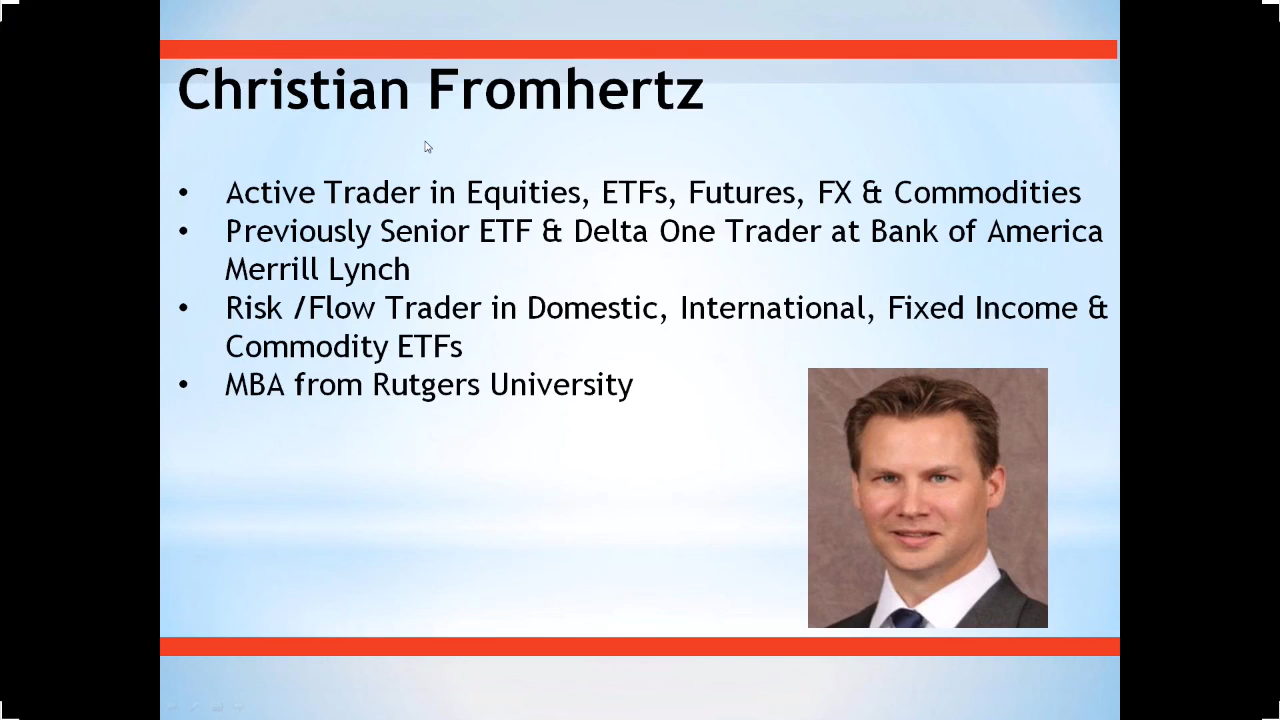 Christian Fromhertz
• Active Trader in Equities, ETFs, Futures, FX & Commodities
• Previously Senior ETF & Delta One Trader at Bank of America
Merrill Lynch
• Risk /Flow Trader in Domestic, International, Fixed Income &
Commodity ETFs
• MBA from Rutgers University